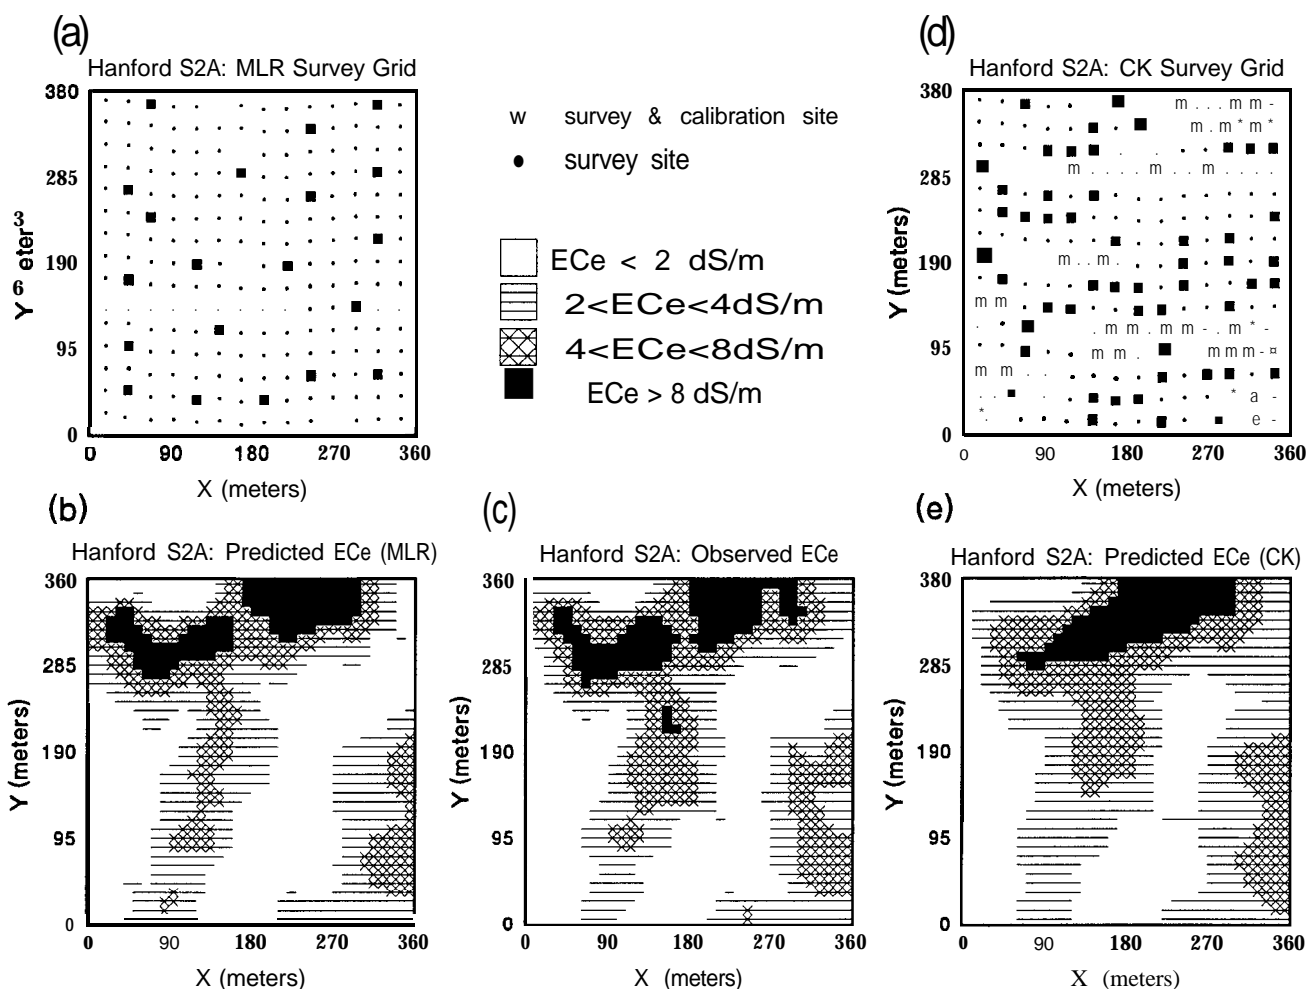 (a)
Hanford S2A: MLR Survey Grid
380
285
190
95
0
Y 6 eter3
0 90 180 270 360
X (meters)
w survey & calibration site
• survey site
ECe < 2 dS/m
2<ECe<4dS/m
4<ECe<8dS/m
ECe > 8 dS/m
(d)
Hanford S2A: CK Survey Grid
380
285
190
95
0
Y (meters)
m . . . m m -
m . m * m *
m . . . . m . . m
m . . m
m m
. m m . m m - . m * -
m m . m m m - ¤
m
m m
* a -
*
e -
0 90 180 270 360
X (meters)
(b)
Hanford S2A: Predicted ECe (MLR)
360
285
190
95
0
Y (meters)
0 90 180 270 360
X (meters)
(c)
Hanford S2A: Observed ECe
360
285
190
95
0
Y (meters)
0 90 180 270 360
X (meters)
(e)
Hanford S2A: Predicted ECe (CK)
380
285
190
95
0
Y (meters)
0 90 180 270 360
X (meters)